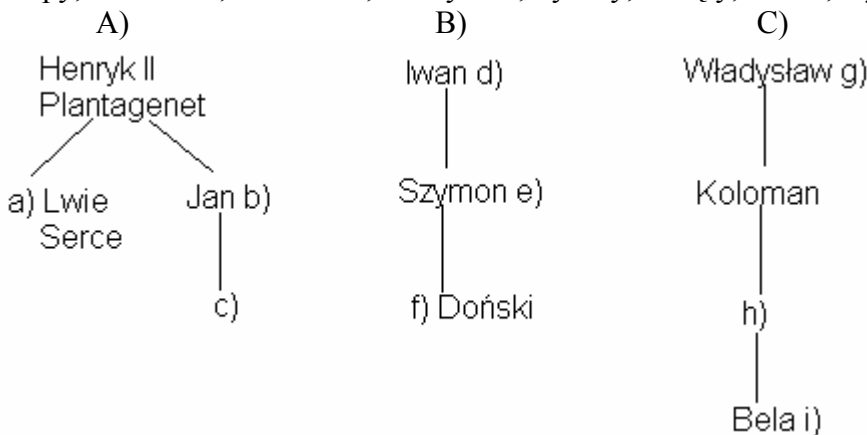 A) B) C)
Henryk II
Plantagenet
Iwan d)
Władysław g)
a) Lwie
Serce
Jan b)
Szymon e)
Koloman
c)
f) Doński
h)
Bela i)